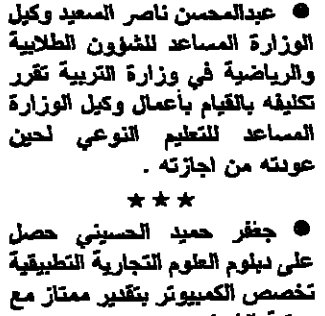 ● عبدالمحسن ناصر السعيد وكيل
الوزارة المساعد للشؤون الطلابية
والرياضية في وزارة التربية تقرر
تكليفه بالقيام بأعمال وكيل الوزارة
المساعد للتعليم النوعي لحين
عودته من اجازته .
★★★
● جعفر حميد الحسيني حصل
على دبلوم العلوم التجارية التطبيقية
تخصص الكمبيوتر بتقدير ممتاز مع